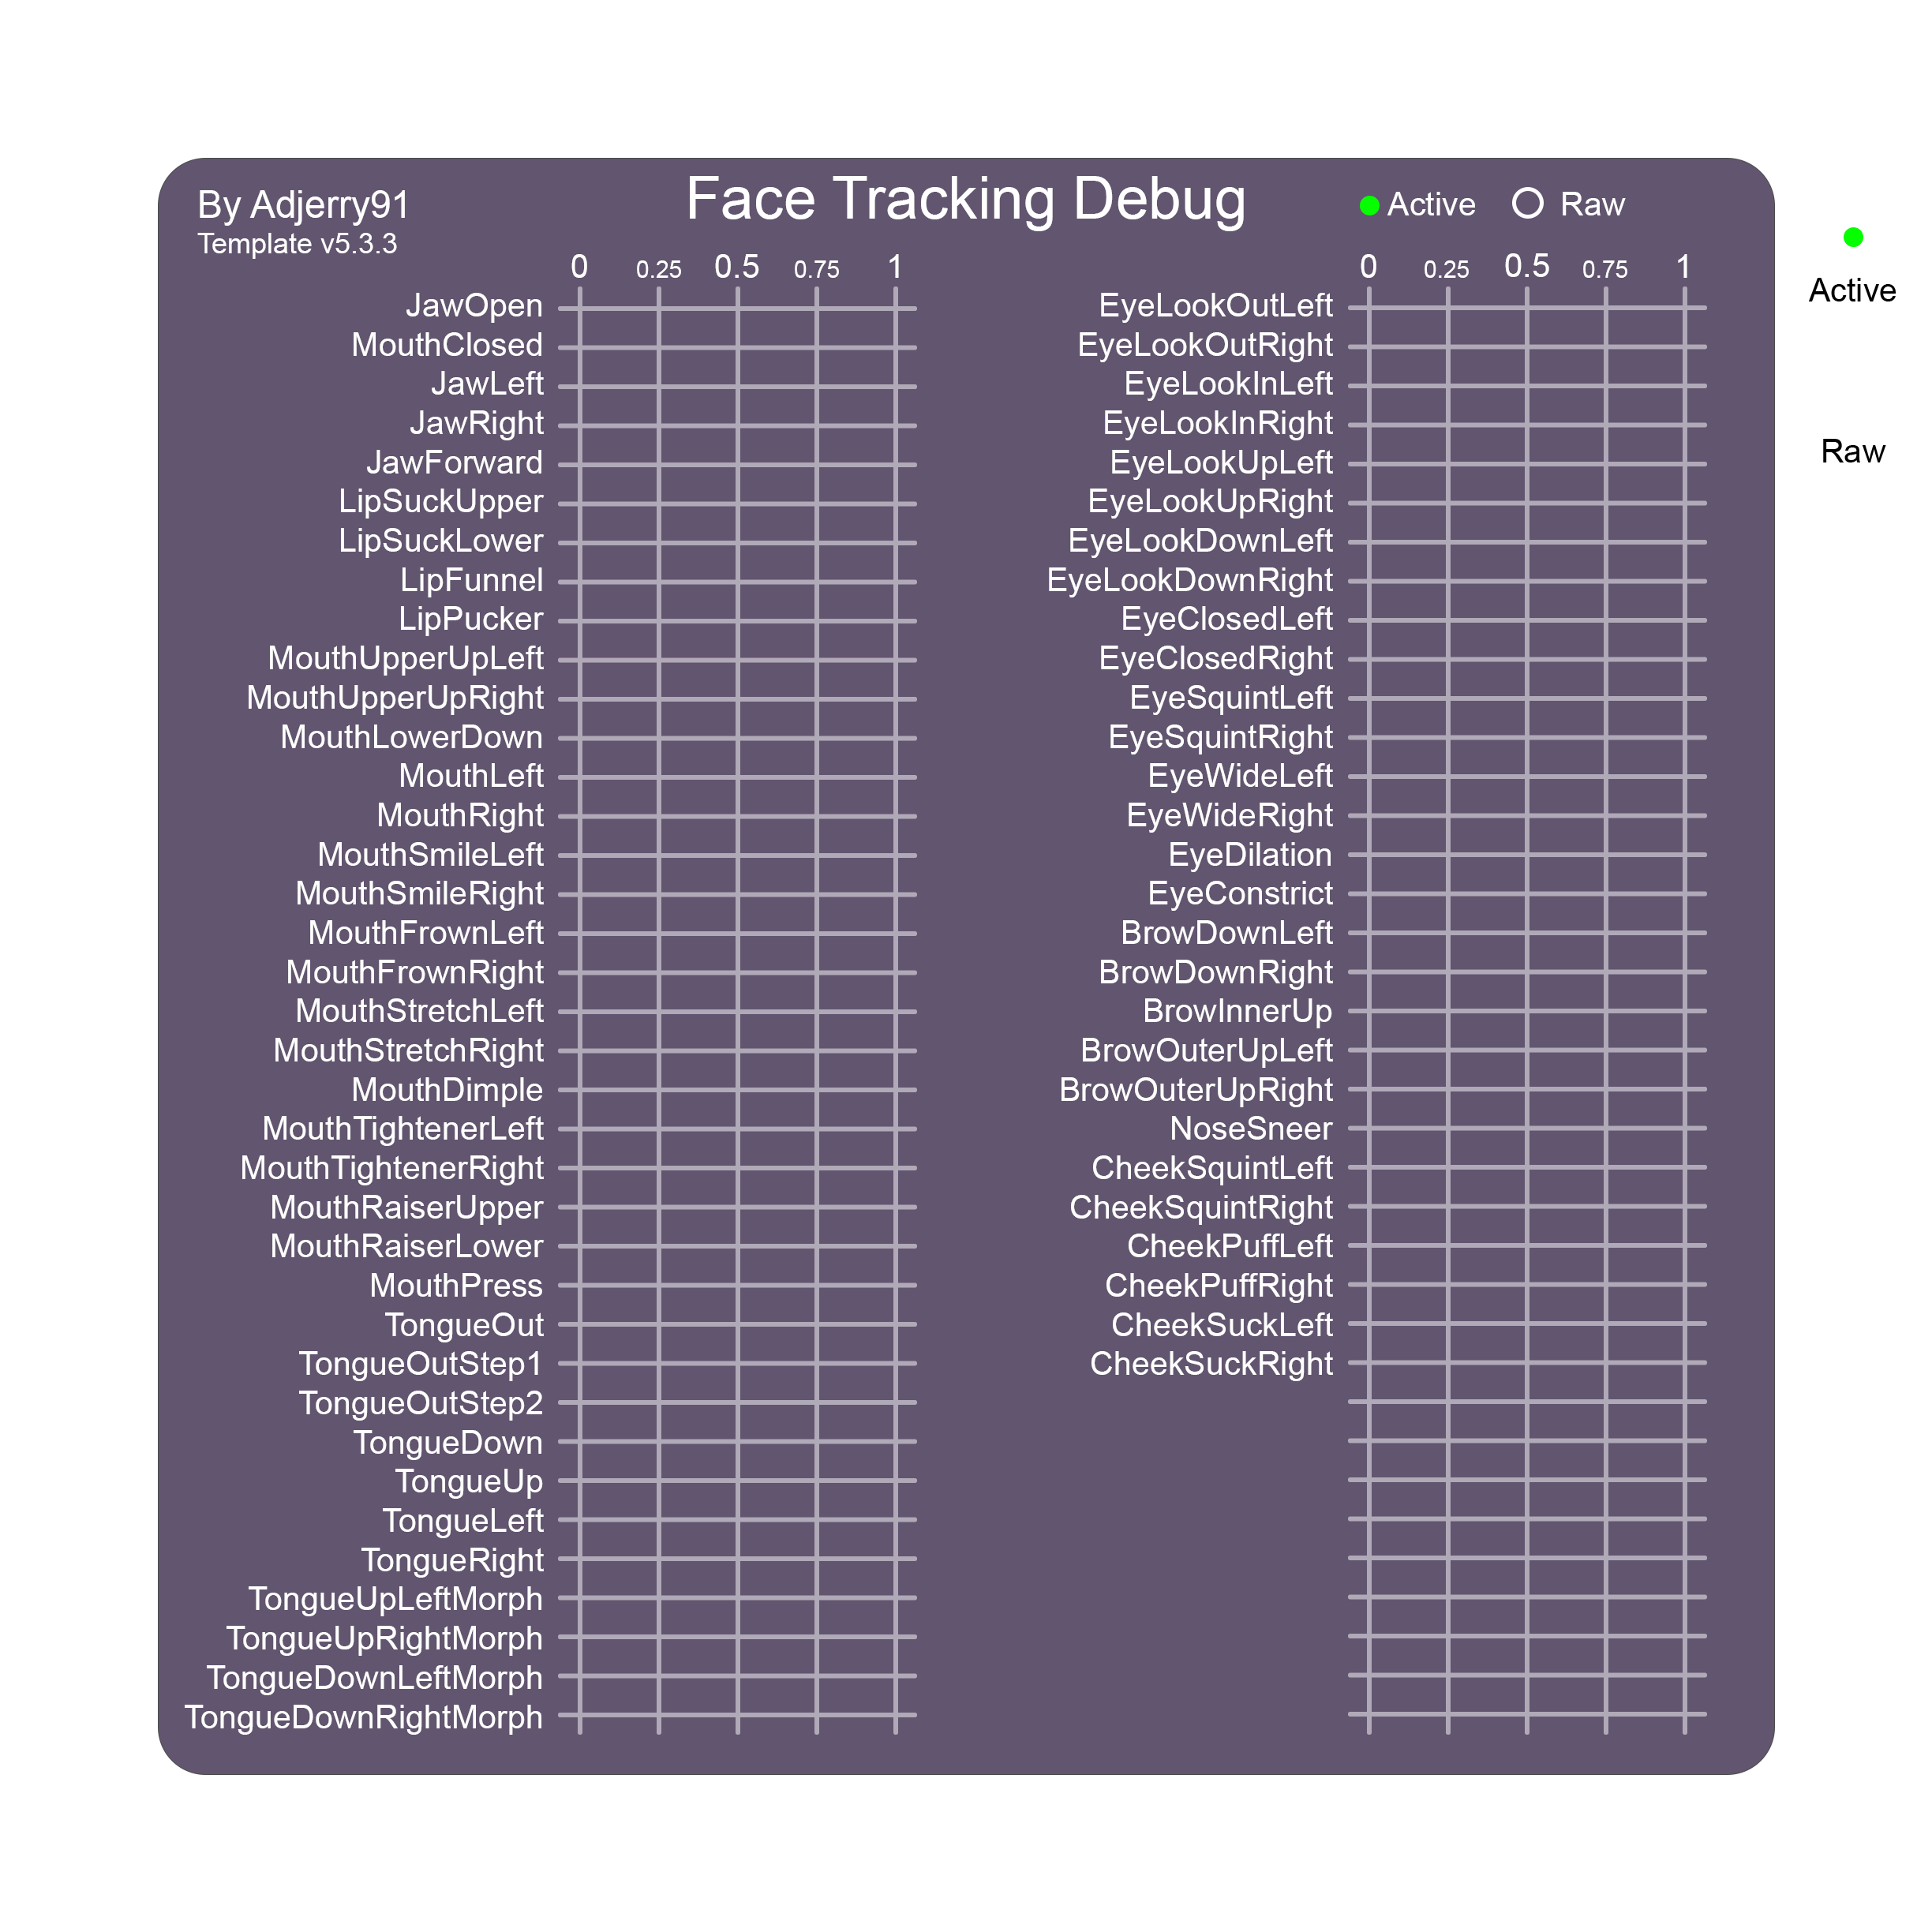 By Adjerry91
Template v5.3.3
Face Tracking Debug
Active
Raw
0 0.25 0.5 0.75 1
JawOpen
MouthClosed
JawLeft
JawRight
JawForward
LipSuckUpper
LipSuckLower
LipFunnel
LipPucker
MouthUpperUpLeft
MouthUpperUpRight
MouthLowerDown
MouthLeft
MouthRight
MouthSmileLeft
MouthSmileRight
MouthFrownLeft
MouthFrownRight
MouthStretchLeft
MouthStretchRight
MouthDimple
MouthTightenerLeft
MouthTightenerRight
MouthRaiserUpper
MouthRaiserLower
MouthPress
TongueOut
TongueOutStep1
TongueOutStep2
TongueDown
TongueUp
TongueLeft
TongueRight
TongueUpLeftMorph
TongueUpRightMorph
TongueDownLeftMorph
TongueDownRightMorph
0 0.25 0.5 0.75 1
EyeLookOutLeft
EyeLookOutRight
EyeLookInLeft
EyeLookInRight
EyeLookUpLeft
EyeLookUpRight
EyeLookDownLeft
EyeLookDownRight
EyeClosedLeft
EyeClosedRight
EyeSquintLeft
EyeSquintRight
EyeWideLeft
EyeWideRight
EyeDilation
EyeConstrict
BrowDownLeft
BrowDownRight
BrowInnerUp
BrowOuterUpLeft
BrowOuterUpRight
NoseSneer
CheekSquintLeft
CheekSquintRight
CheekPuffLeft
CheekPuffRight
CheekSuckLeft
CheekSuckRight
Active
Raw